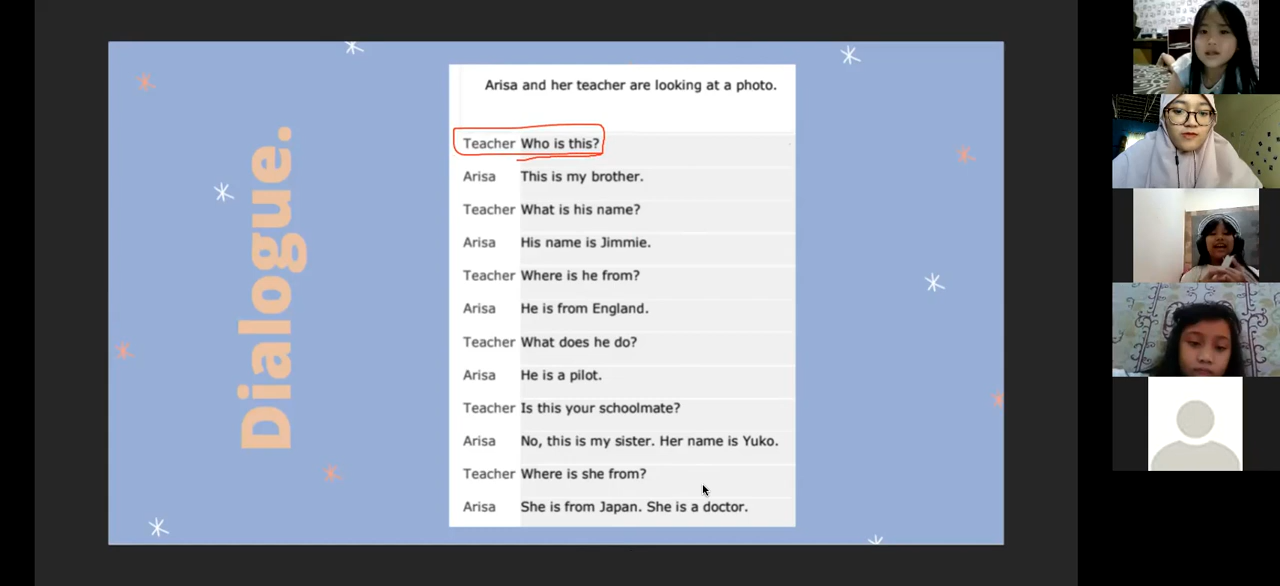 Dialogue.
Arisa and her teacher are looking at a photo.
Teacher Who is this?
Arisa This is my brother.
Teacher What is his name?
Arisa His name is Jimmie.
Teacher Where is he from?
Arisa He is from England.
Teacher What does he do?
Arisa He is a pilot.
Teacher Is this your schoolmate?
Arisa No, this is my sister. Her name is Yuko.
Teacher Where is she from?
Arisa She is from Japan. She is a doctor.